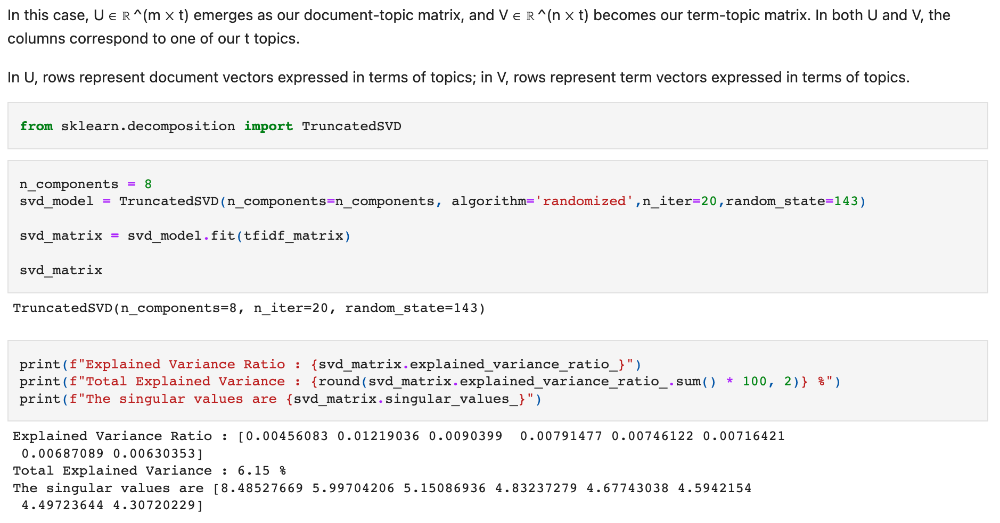 In this case, U ∈ ℝ^(m ⨉ t) emerges as our document-topic matrix, and V ∈ ℝ^(n ⨉ t) becomes our term-topic matrix. In both U and V, the
columns correspond to one of our t topics.
In U, rows represent document vectors expressed in terms of topics; in V, rows represent term vectors expressed in terms of topics.
from sklearn.decomposition import TruncatedSVD
n_components = 8
svd_model = TruncatedSVD(n_components=n_components, algorithm='randomized',n_iter=20,random_state=143)
svd_matrix = svd_model.fit(tfidf_matrix)
svd_matrix
TruncatedSVD(n_components=8, n_iter=20, random_state=143)
print(f"Explained Variance Ratio : {svd_matrix.explained_variance_ratio_}")
print(f"Total Explained Variance : {round(svd_matrix.explained_variance_ratio_.sum() * 100, 2)} %")
print(f"The singular values are {svd_matrix.singular_values_}")
Explained Variance Ratio : [0.00456083 0.01219036 0.0090399  0.00791477 0.00746122 0.00716421
 0.00687089 0.00630353]
Total Explained Variance : 6.15 %
The singular values are [8.48527669 5.99704206 5.15086936 4.83237279 4.67743038 4.5942154
 4.49723644 4.30720229]